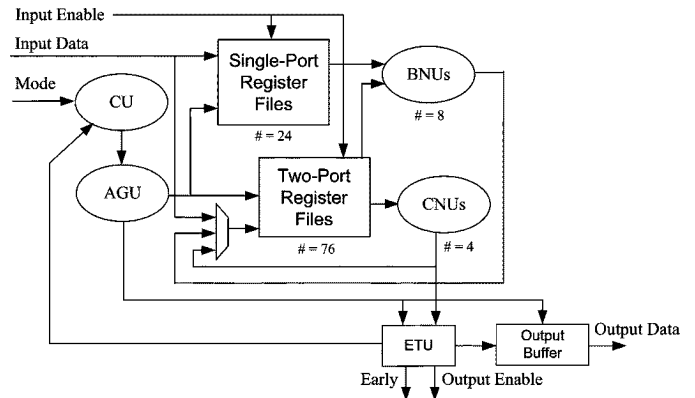 Input Enable
Input Data
Mode
CU
AGU
Single-Port
Register
Files
# = 24
BNUs
# = 8
Two-Port
Register
Files
# = 76
CNUs
# = 4
ETU
Output
Buffer
Output Data
Early
Output Enable